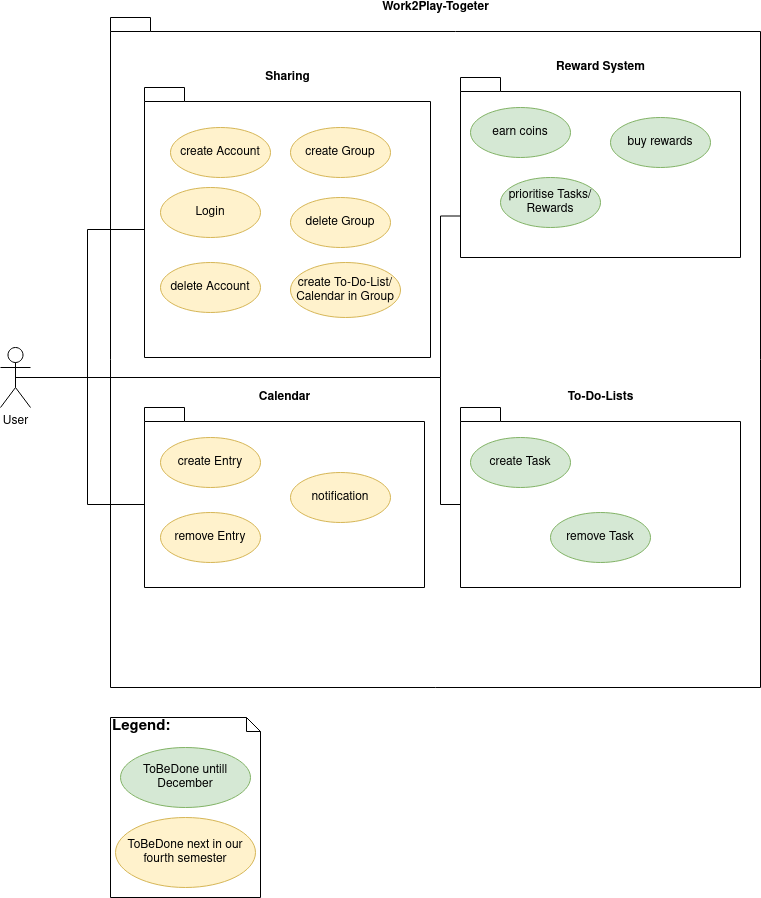 Work2Play-Togeter
Sharing
create Account
create Group
Login
delete Group
delete Account
create To-Do-List/
Calendar in Group
Reward System
earn coins
buy rewards
prioritise Tasks/
Rewards
User
Calendar
create Entry
notification
remove Entry
To-Do-Lists
create Task
remove Task
Legend:
ToBeDone untill
December
ToBeDone next in our
fourth semester